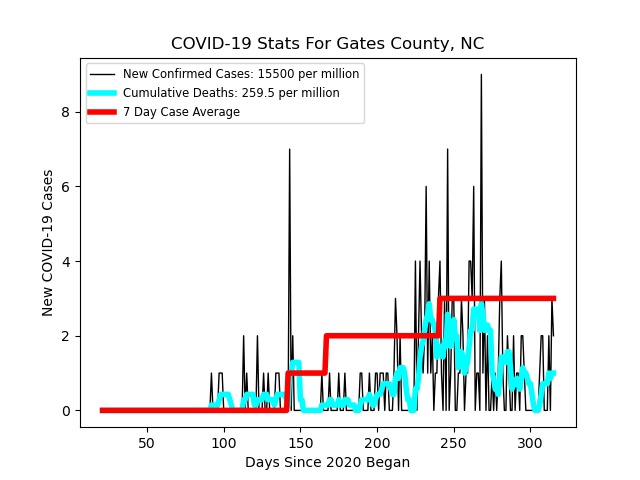 COVID-19 Stats For Gates County, NC
New Confirmed Cases: 15500 per million
Cumulative Deaths: 259.5 per million
7 Day Case Average
New COVID-19 Cases
8
6
4
2
0
50 100 150 200 250 300
Days Since 2020 Began